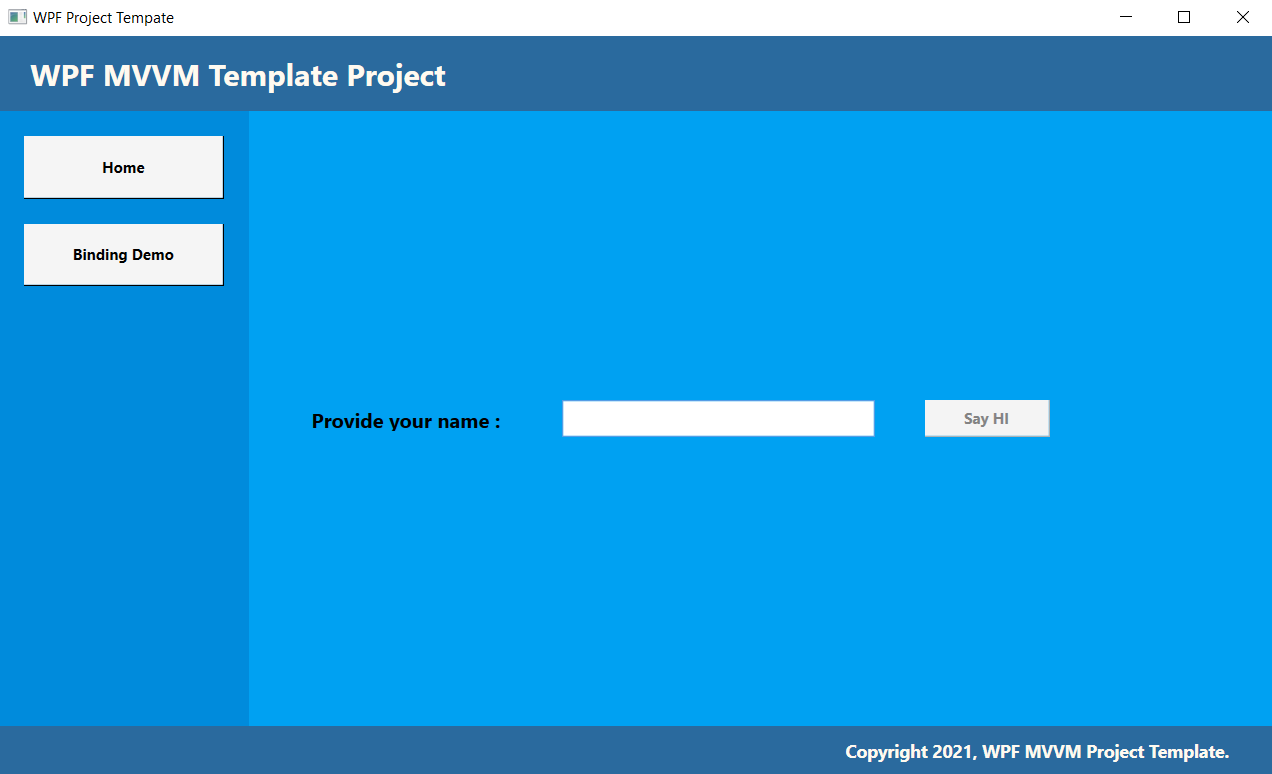 WPF Project Tempate
WPF MVVM Template Project
Home
Binding Demo
Provide your name :
Say HI
Copyright 2021, WPF MVVM Project Template.